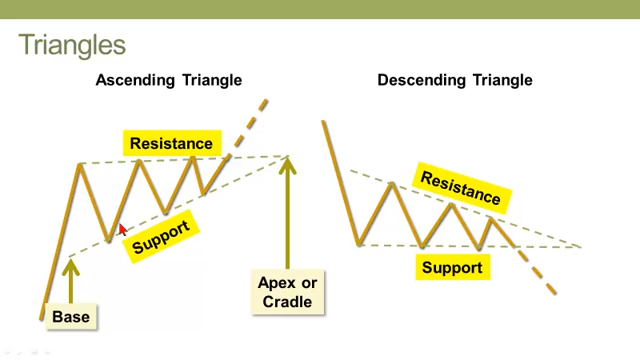 Triangles
Ascending Triangle
Descending Triangle
Resistance
Support
Base
Apex or
Cradle
Resistance
Support